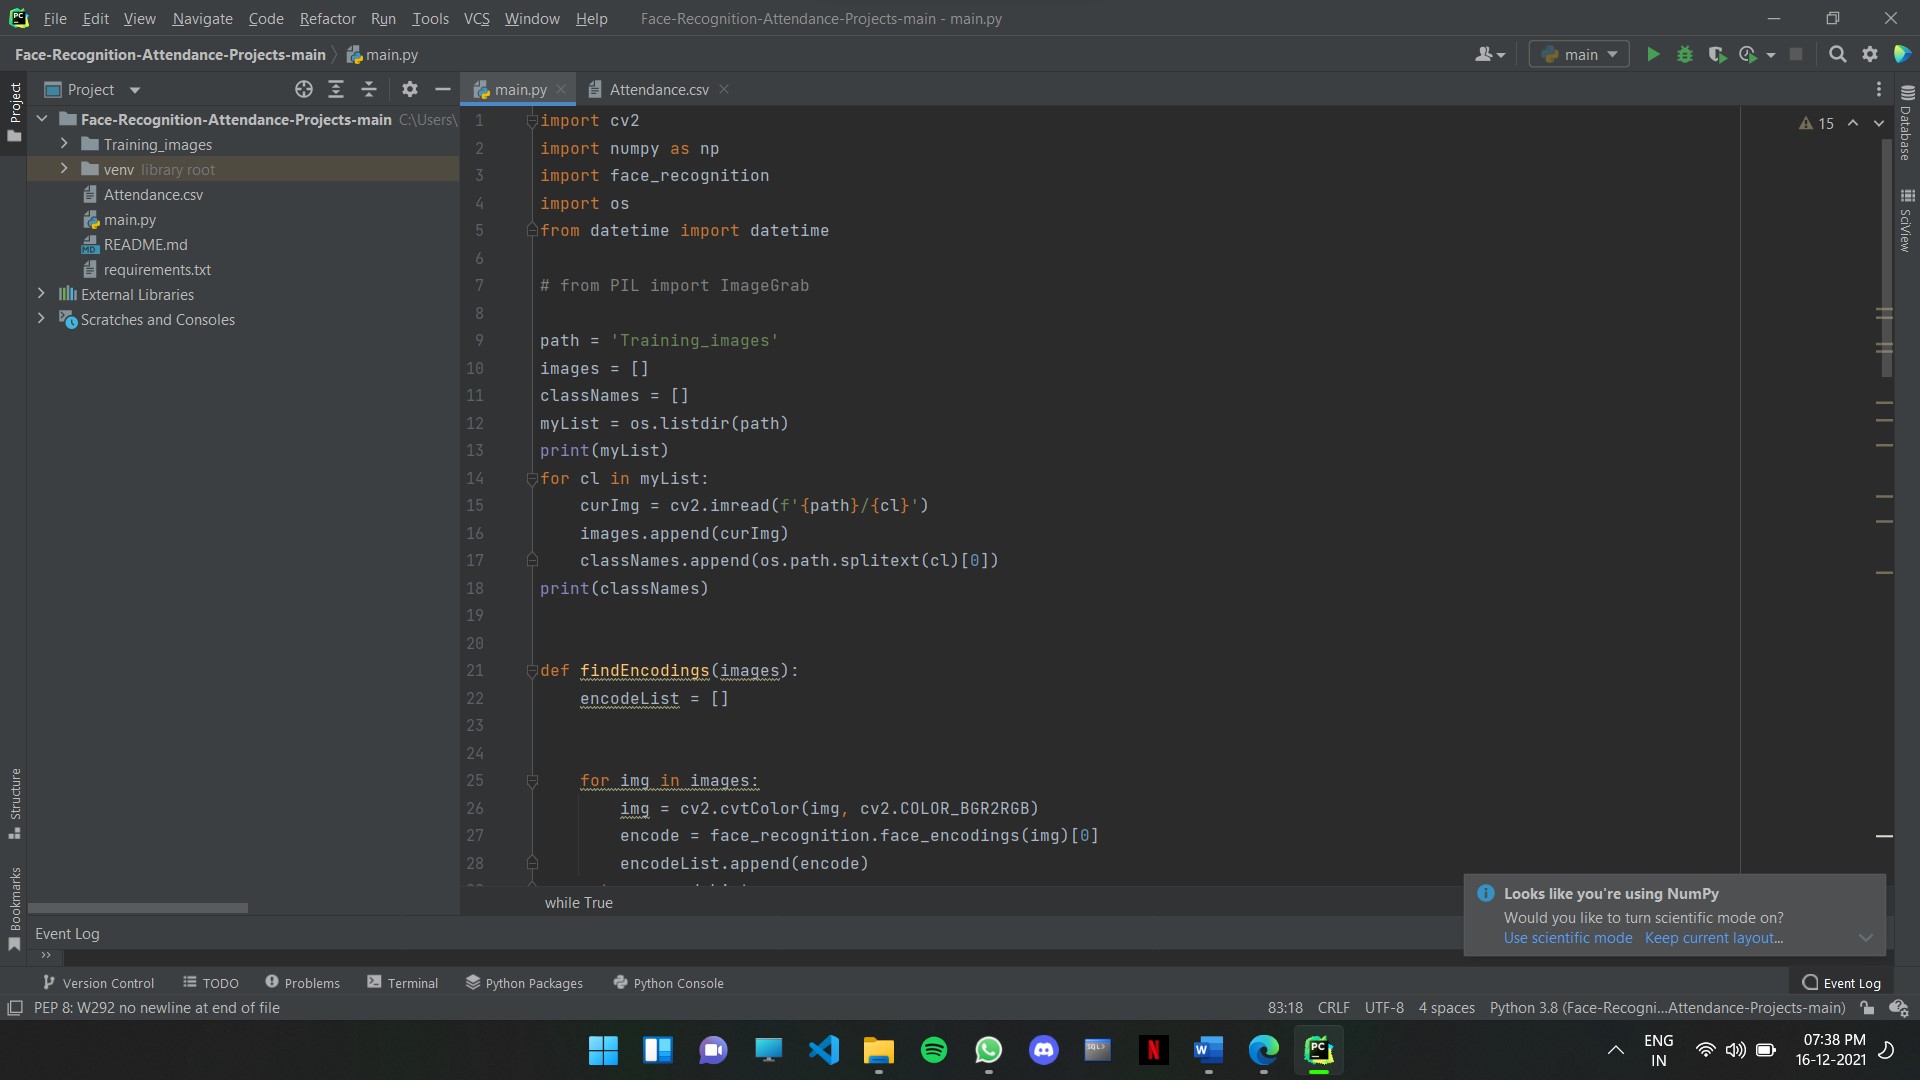 File Edit View Navigate Code Refactor Run Tools VCS Window Help Face-Recognition-Attendance-Projects-main - main.py
Face-Recognition-Attendance-Projects-main main.py
main
Project
Project
Face-Recognition-Attendance-Projects-main C:\Users\
Training_images
venv library root
Attendance.csv
main.py
README.md
requirements.txt
External Libraries
Scratches and Consoles
main.py Attendance.csv
15
1 import cv2
2 import numpy as np
3 import face_recognition
4 import os
5 from datetime import datetime
6
7 # from PIL import ImageGrab
8
9 path = 'Training_images'
10 images = []
11 classNames = []
12 myList = os.listdir(path)
13 print(myList)
14 for cl in myList:
15 curImg = cv2.imread(f'{path}/{cl}')
16 images.append(curImg)
17 classNames.append(os.path.splitext(cl)[0])
18 print(classNames)
19
20
21 def findEncodings(images):
22 encodeList = []
23
24
25 for img in images:
26 img = cv2.cvtColor(img, cv2.COLOR_BGR2RGB)
27 encode = face_recognition.face_encodings(img)[0]
28 encodeList.append(encode)
while True
Database
SciView
Structure
Bookmarks
Looks like you're using NumPy
Would you like to turn scientific mode on?
Use scientific mode Keep current layout...
Event Log
Version Control TODO Problems Terminal Python Packages Python Console Event Log
PEP 8: W292 no newline at end of file 83:18 CRLF UTF-8 4 spaces Python 3.8 (Face-Recogni...Attendance-Projects-main)
SQL>
N
W
PC
ENG
IN
07:38 PM
16-12-2021